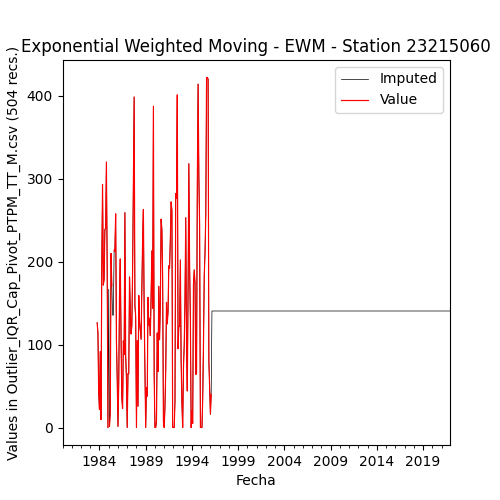 Exponential Weighted Moving - EWM - Station 23215060
Imputed
Value
Values in Outlier_IQR_Cap_Pivot_PTPM_TT_M.csv (504 recs.)
400
300
200
100
0
1984 1989 1994 1999 2004 2009 2014 2019
Fecha